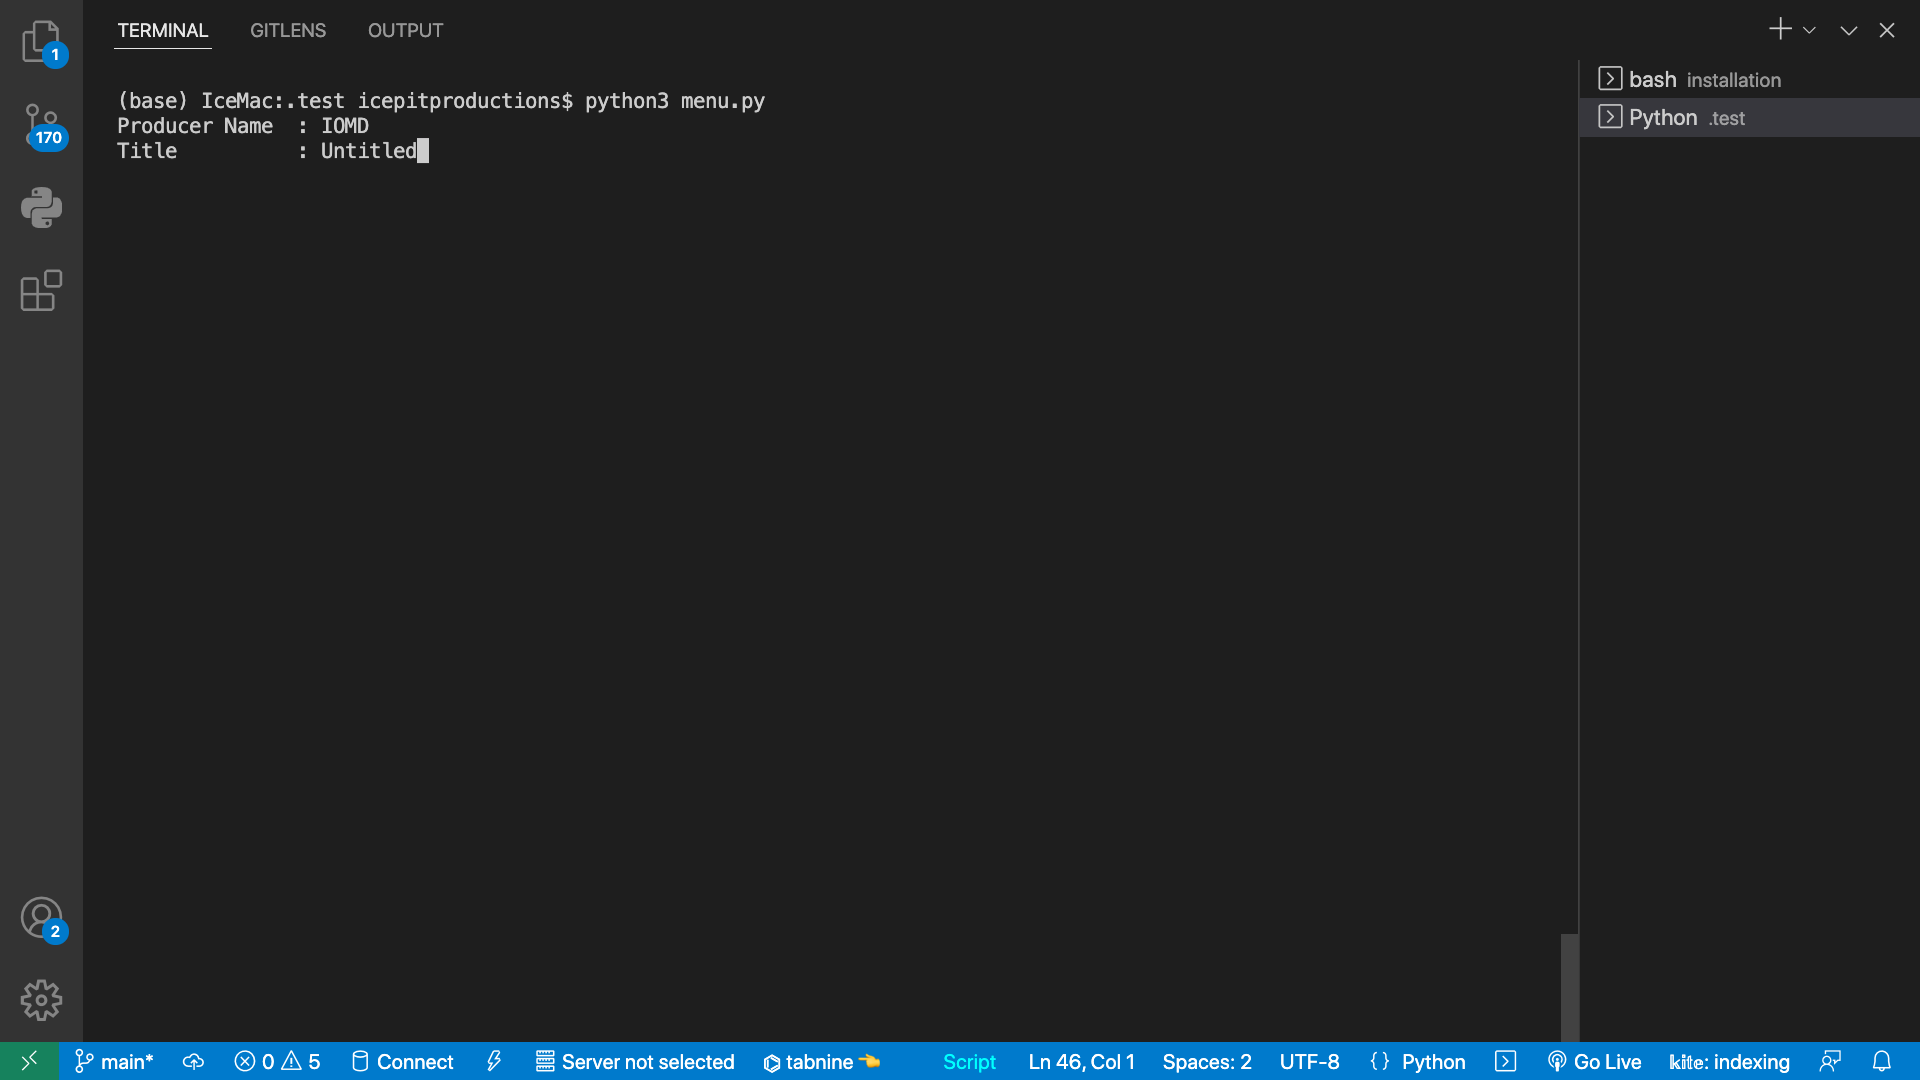 TERMINAL GITLENS OUTPUT
1
170
(base) IceMac:.test icepitproductions$ python3 menu.py
Producer Name : IOMD
Title : Untitled
bash installation
Python .test
2
main* 0 5 Connect Server not selected tabnine Script Ln 46, Col 1 Spaces: 2 UTF-8 {} Python Go Live kite: indexing